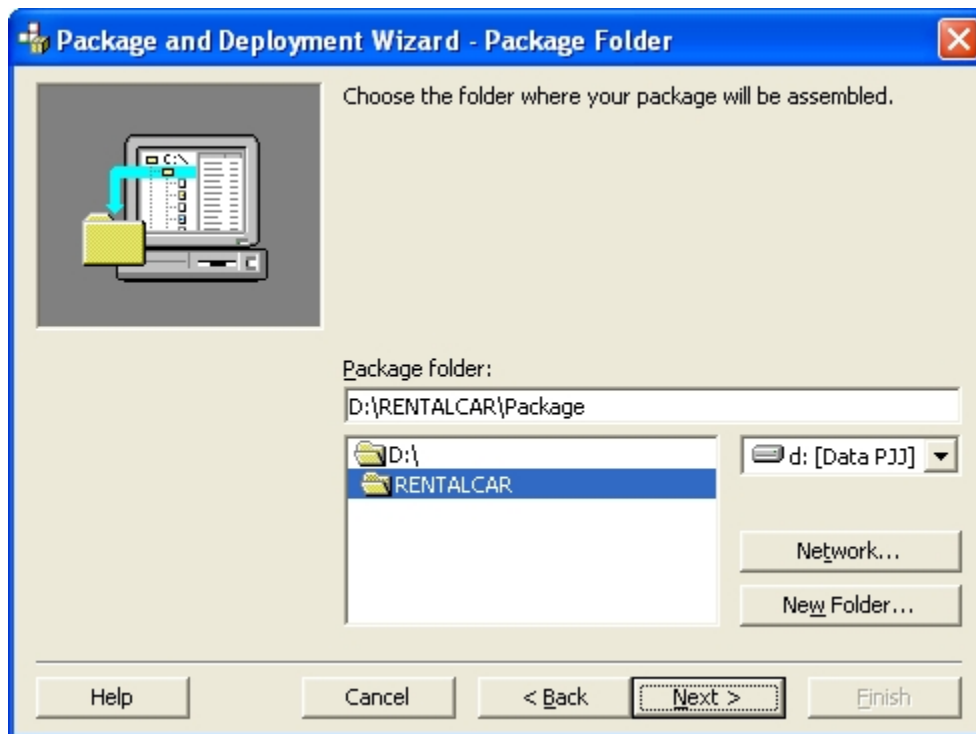 Package and Deployment Wizard - Package Folder
Choose the folder where your package will be assembled.
C:\
Package folder:
D:\RENTALCAR\Package
D:\
d: [Data PJJ]
RENTALCAR
Network...
New Folder...
Help
Cancel
< Back
Next >
Finish